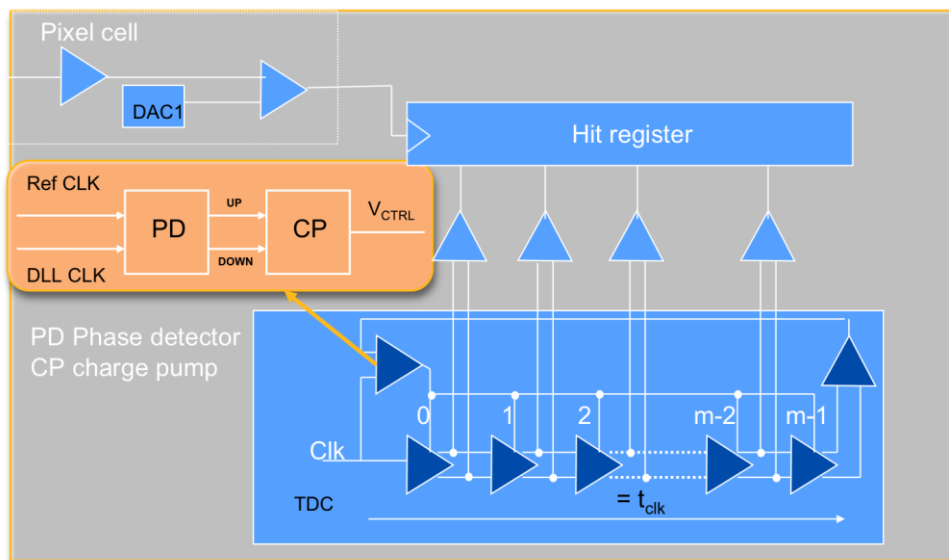 Pixel cell
DAC1
Hit register
Ref CLK
PD
UP
DOWN
CP
VCTRL
DLL CLK
PD Phase detector
CP charge pump
0
1
2
m-2
m-1
Clk
= tclk
TDC